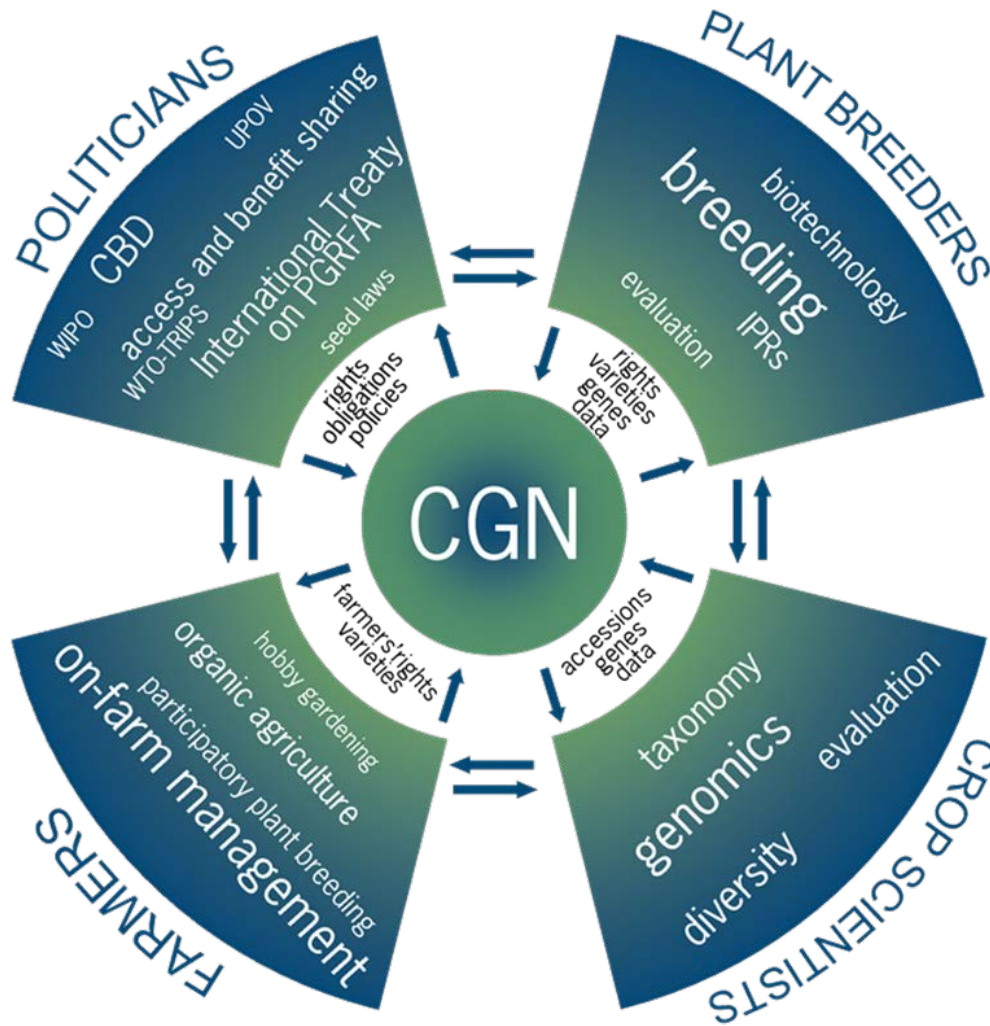 POLITICIANS
UPOV
CBD
access and benefit sharing
WIPO
WTO-TRIPS
International Treaty
on PGRFA
seed laws
PLANT BREEDERS
biotechnology
breeding
IPRs
evaluation
rights
obligations
policies
rights
varieties
genes
data
CGN
farmers'rights
varieties
accessions
genes
data
FARMERS
hobby gardening
organic agriculture
participatory plant breeding
on-farm management
CROP SCIENTISTS
taxonomy
genomics
evaluation
diversity